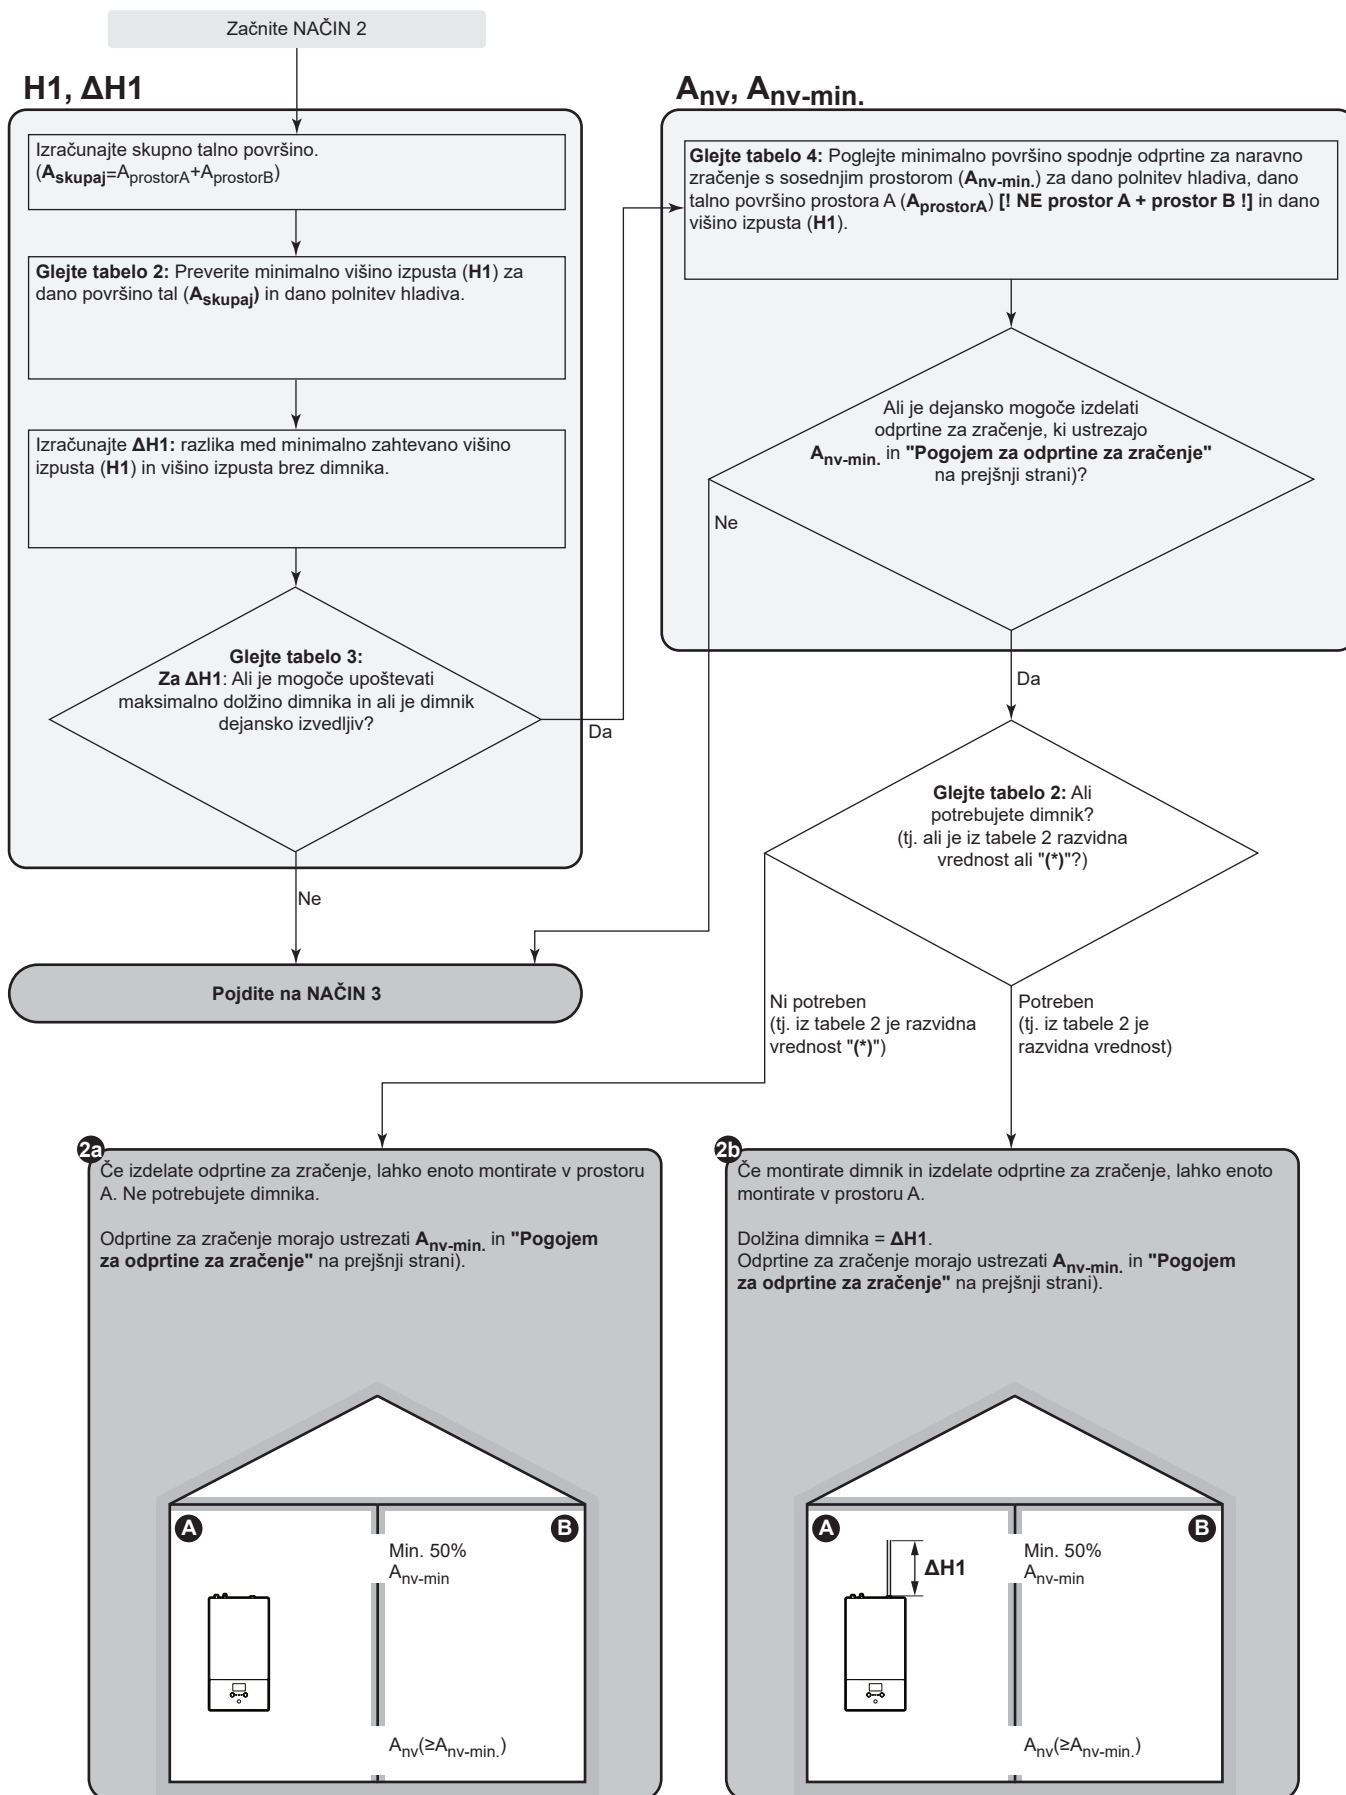 Začnite NAČIN 2
H1, ΔH1
Izračunajte skupno talno površino.
(Askupaj=AprostorA+AprostorB)
Glejte tabelo 2: Preverite minimalno višino izpusta (H1) za
dano površino tal (Askupaj) in dano polnitev hladiva.
Izračunajte ΔH1: razlika med minimalno zahtevano višino
izpusta (H1) in višino izpusta brez dimnika.
Glejte tabelo 3:
Za ΔH1: Ali je mogoče upoštevati
maksimalno dolžino dimnika in ali je dimnik
dejansko izvedljiv?
Da
Ne
Anv, Anv-min.
Glejte tabelo 4: Poglejte minimalno površino spodnje odprtine za naravno
zračenje s sosednjim prostorom (Anv-min.) za dano polnitev hladiva, dano
talno površino prostora A (AprostorA) [! NE prostor A + prostor B !] in dano
višino izpusta (H1).
Ali je dejansko mogoče izdelati
odprtine za zračenje, ki ustrezajo
Anv-min. in "Pogojem za odprtine za zračenje"
na prejšnji strani)?
Ne
Da
Glejte tabelo 2: Ali
potrebujete dimnik?
(tj. ali je iz tabele 2 razvidna
vrednost ali "(*)"?)
Pojdite na NAČIN 3
Ni potreben
(tj. iz tabele 2 je razvidna
vrednost "(*)")
Potreben
(tj. iz tabele 2 je
razvidna vrednost)
2a
Če izdelate odprtine za zračenje, lahko enoto montirate v prostoru
A. Ne potrebujete dimnika.
Odprtine za zračenje morajo ustrezati Anv-min. in "Pogojem
za odprtine za zračenje" na prejšnji strani).
A
B
Min. 50%
Anv-min
Anv(≥Anv-min.)
2b
Če montirate dimnik in izdelate odprtine za zračenje, lahko enoto
montirate v prostoru A.
Dolžina dimnika = ΔH1.
Odprtine za zračenje morajo ustrezati Anv-min. in "Pogojem
za odprtine za zračenje" na prejšnji strani).
A
B
ΔH1
Min. 50%
Anv-min
Anv(≥Anv-min.)